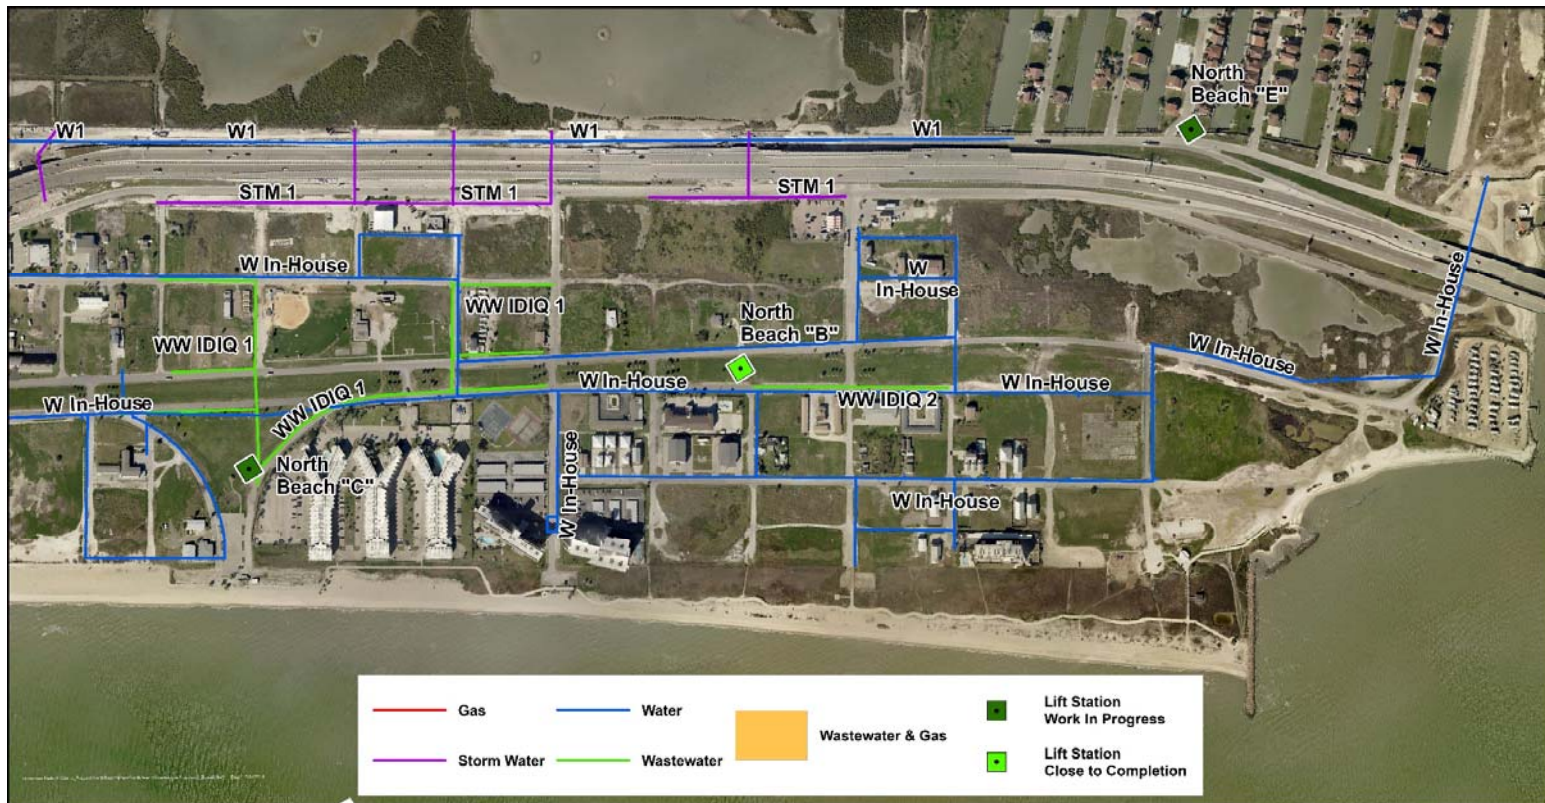 North
Beach "E"
W1
W1
W1
W1
STM 1
STM 1
STM 1
W In-House
W
In-House
WW IDIQ 1
North
Beach "B"
WW IDIQ 1
W In-House
W In-House
W In-House
W In-House
W In-House
WW IDIQ 1
WW IDIQ 2
North
Beach "C"
W In-House
W In-House
Gas
Water
Wastewater & Gas
Lift Station
Work In Progress
Storm Water
Wastewater
Lift Station
Close to Completion